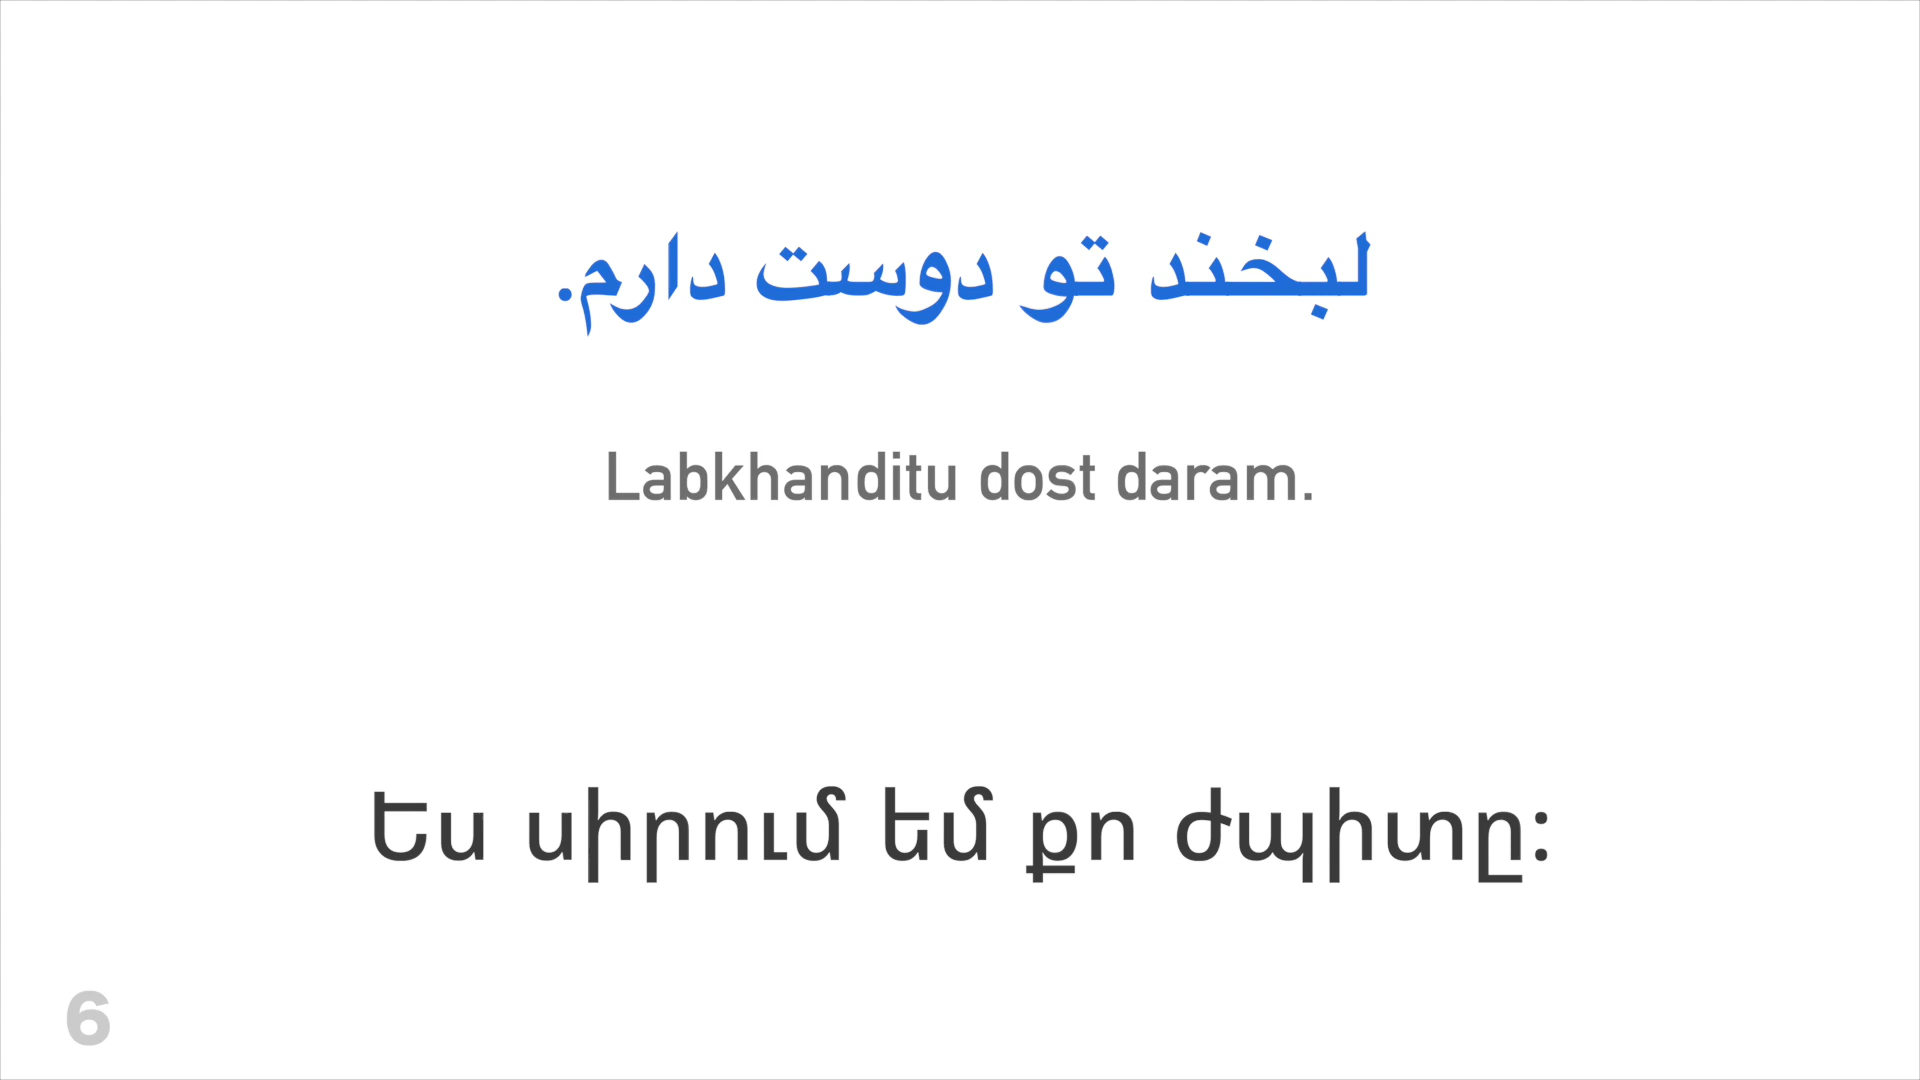 لبخند تو دوست دارم.
Labkhanditu dost daram.
Ես սիրում եմ քո ժպիտը:
6